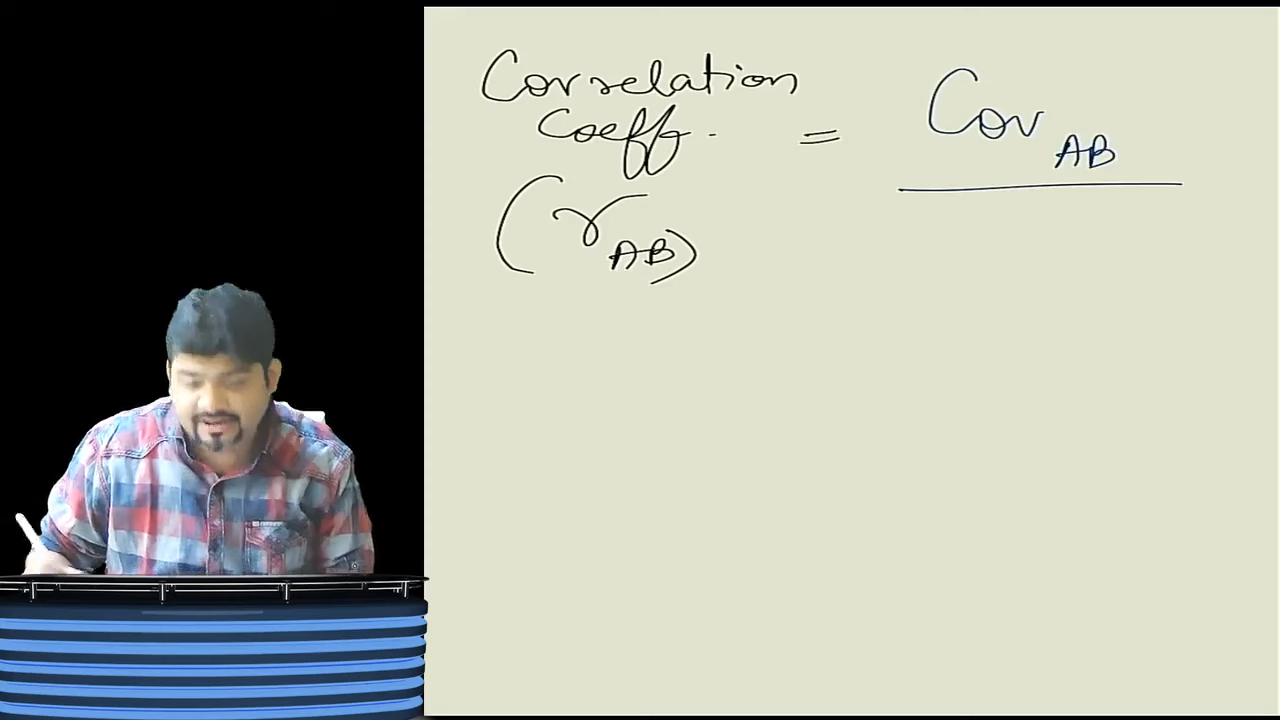 Correlation
Coeff. = Cov AB
(r AB)